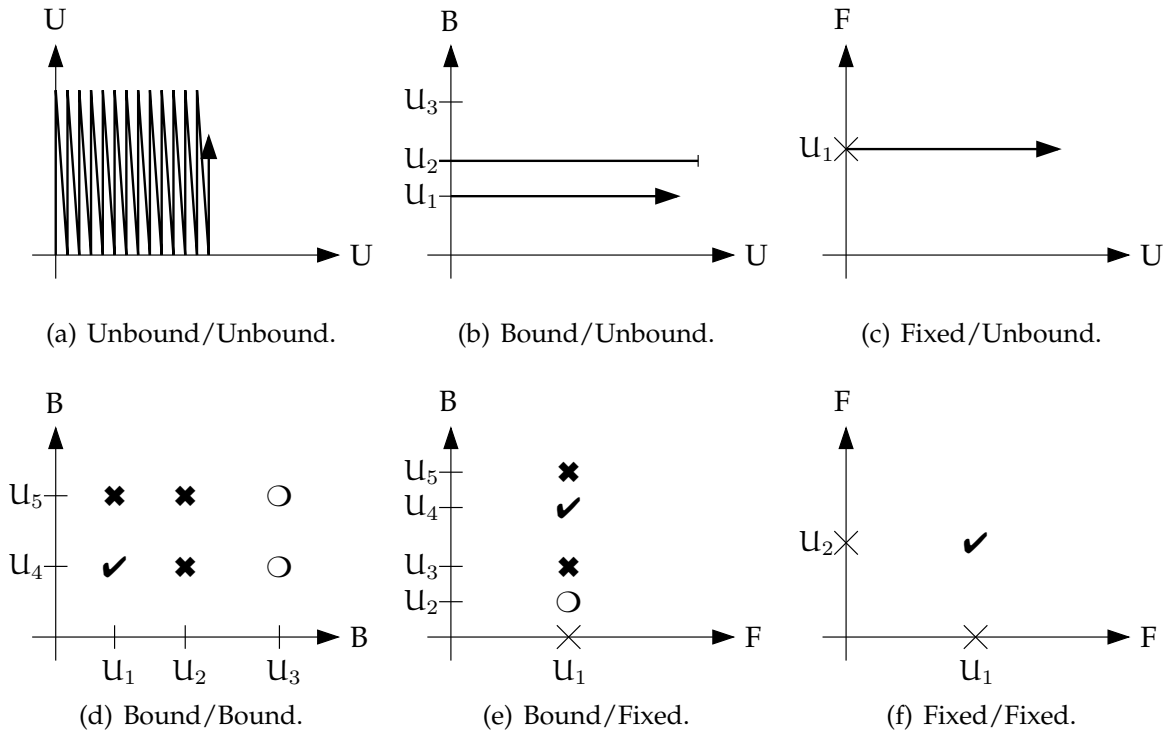 U
U
(a) Unbound/Unbound.
B
u₃
u₂
u₁
U
(b) Bound/Unbound.
F
u₁
U
(c) Fixed/Unbound.
B
u₅
u₄
B
u₁ u₂ u₃
(d) Bound/Bound.
B
u₅
u₄
u₃
u₂
F
u₁
(e) Bound/Fixed.
F
u₂
F
u₁
(f) Fixed/Fixed.